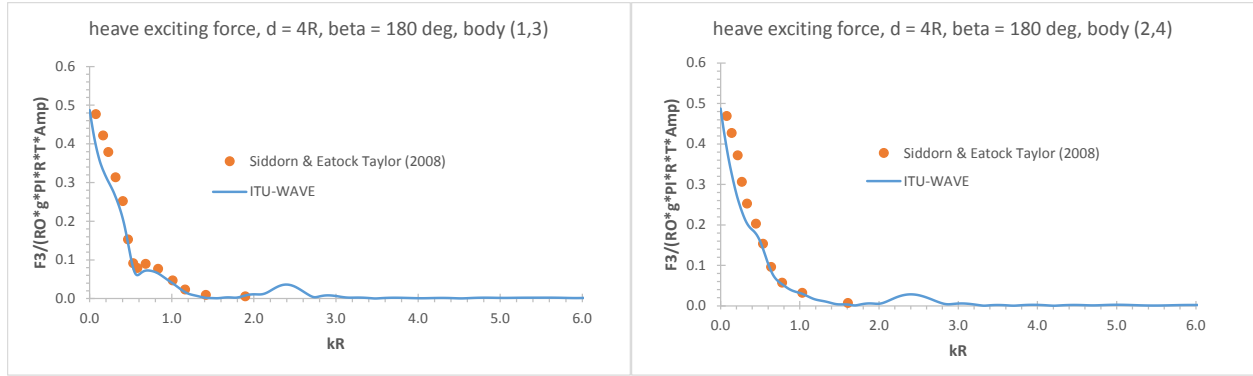 heave exciting force, d = 4R, beta = 180 deg, body (1,3)
F3/(RO*g*PI*R*T*Amp)
0.6
0.5
0.4
0.3
0.2
0.1
0.0
Siddorn & Eatock Taylor (2008)
ITU-WAVE
0.0 1.0 2.0 3.0 4.0 5.0 6.0
kR
heave exciting force, d = 4R, beta = 180 deg, body (2,4)
F3/(RO*g*PI*R*T*Amp)
0.6
0.5
0.4
0.3
0.2
0.1
0.0
Siddorn & Eatock Taylor (2008)
ITU-WAVE
0.0 1.0 2.0 3.0 4.0 5.0 6.0
kR